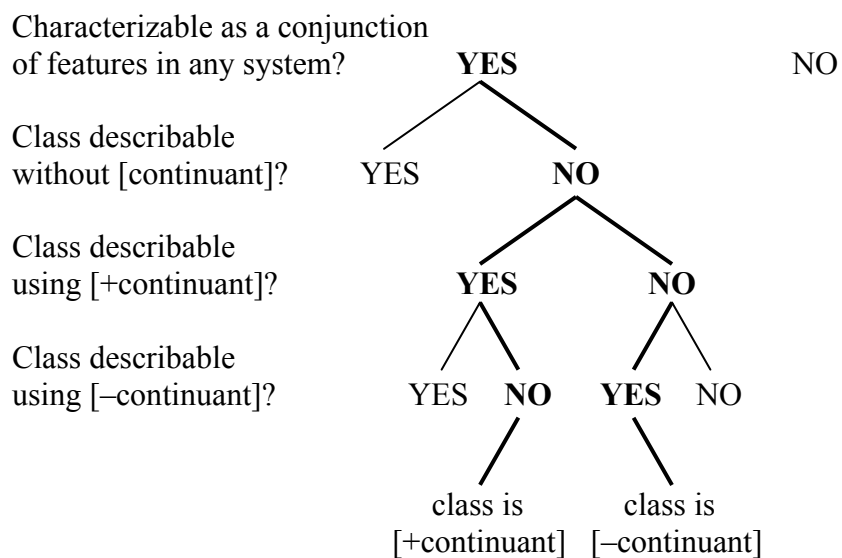 Characterizable as a conjunction
of features in any system? YES NO
Class describable
without [continuant]? YES NO
Class describable
using [+continuant]? YES NO
Class describable
using [–continuant]? YES NO YES NO
class is class is
[+continuant] [–continuant]